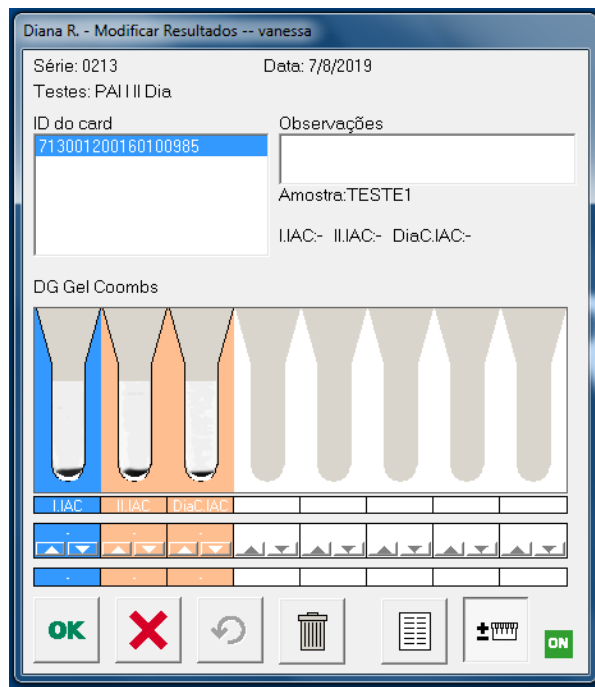 Diana R. - Modificar Resultados -- vanessa
Série: 0213 Data: 7/8/2019
Testes: PAI I II Dia
ID do card Observações
713001200160100985
Amostra:TESTE1
I.IAC:- II.IAC:- DiaC.IAC:-
DG Gel Coombs
I.IAC II.IAC DiaC.IAC
- - -
- - -
OK ± ON